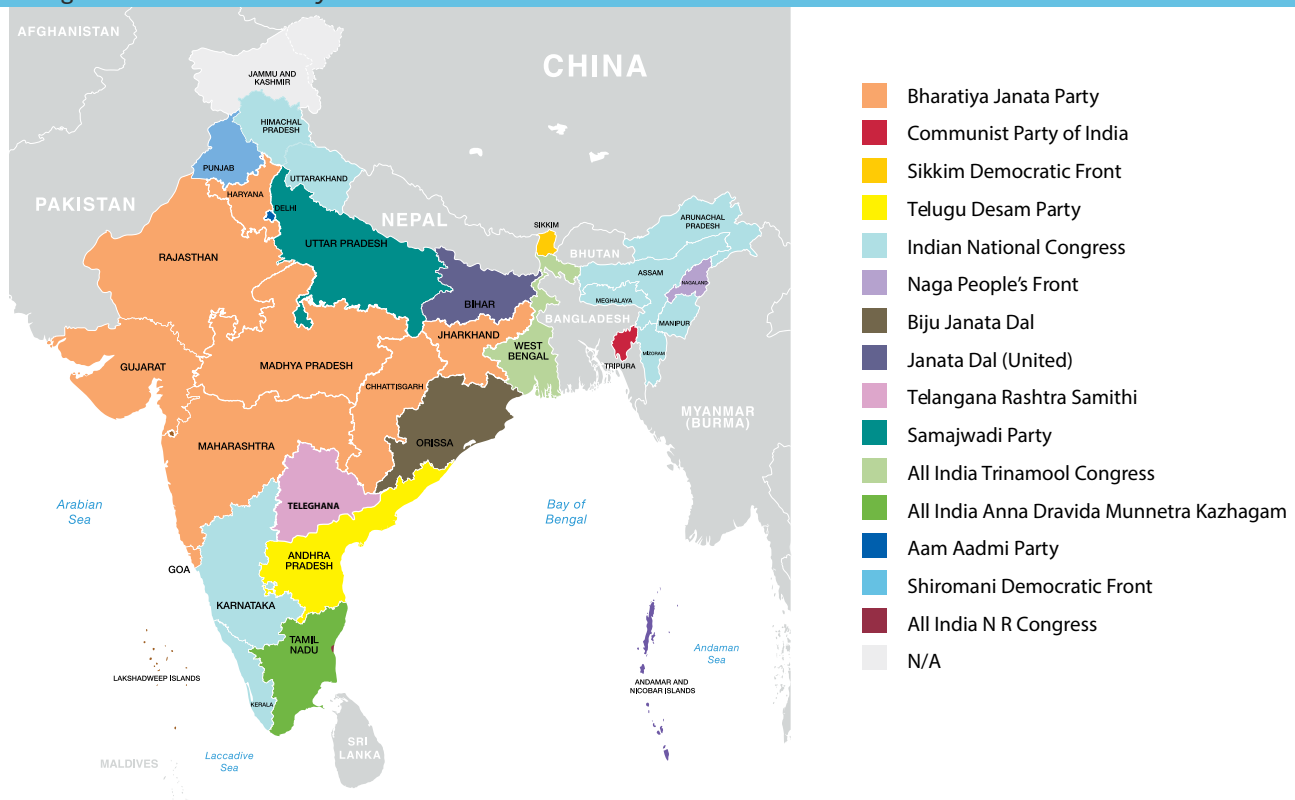 AFGHANISTAN
CHINA
JAMMU AND
KASHMIR
HIMACHAL
PRADESH
PUNJAB
UTTARAKHAND
HARYANA
PAKISTAN
DELHI
NEPAL
SIKKIM
ARUNACHAL
PRADESH
UTTAR PRADESH
BHUTAN
RAJASTHAN
ASSAM
NAGALAND
BIHAR
MEGHALAYA
BANGLADESH
MANIPUR
JHARKHAND
WEST
BENGAL
MIZORAM
TRIPURA
GUJARAT
MADHYA PRADESH
CHHATTISGARH
MYANMAR
(BURMA)
MAHARASHTRA
ORISSA
Arabian
Sea
TELEGHANA
Bay of
Bengal
ANDHRA
PRADESH
GOA
KARNATAKA
TAMIL
NADU
Andaman
Sea
LAKSHADWEEP ISLANDS
ANDAMAR AND
NICOBAR ISLANDS
KERALA
SRI
LANKA
Laccadive
Sea
MALDIVES
Bharatiya Janata Party
Communist Party of India
Sikkim Democratic Front
Telugu Desam Party
Indian National Congress
Naga People's Front
Biju Janata Dal
Janata Dal (United)
Telangana Rashtra Samithi
Samajwadi Party
All India Trinamool Congress
All India Anna Dravida Munnetra Kazhagam
Aam Aadmi Party
Shiromani Democratic Front
All India N R Congress
N/A